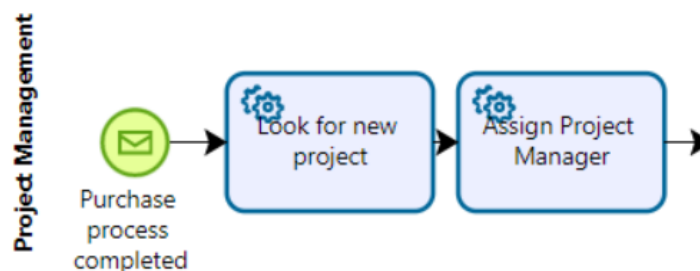 Project Management
Purchase
process
completed
Look for new
project
Assign Project
Manager